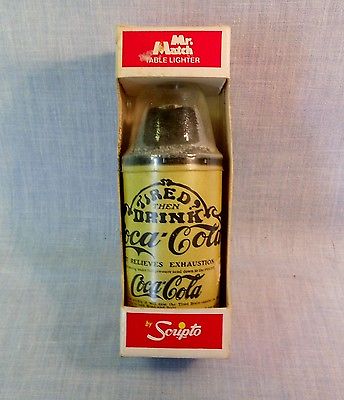 Mr.
Match
TABLE LIGHTER
TIRED?
THEN
DRINK
Coca-Cola
RELIEVES EXHAUSTION
Coca-Cola
by Scripto